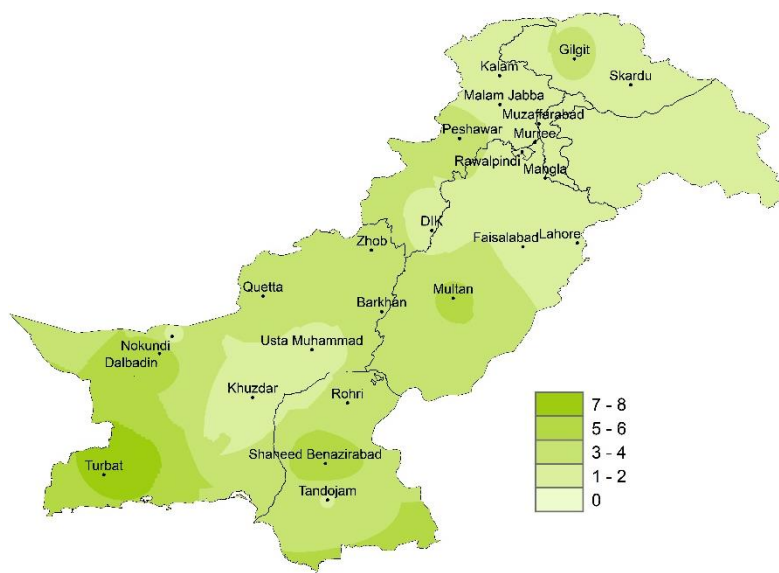 Gilgit
Kalam
Skardu
Malam Jabba
Muzaffarabad
Peshawar
Murree
Rawalpindi
Mangla
DIK
Zhob
Faisalabad
Lahore
Quetta
Multan
Barkhan
Nokundi
Usta Muhammad
Dalbadin
Khuzdar
Rohri
Shaheed Benazirabad
Turbat
Tandojam
7 - 8
5 - 6
3 - 4
1 - 2
0